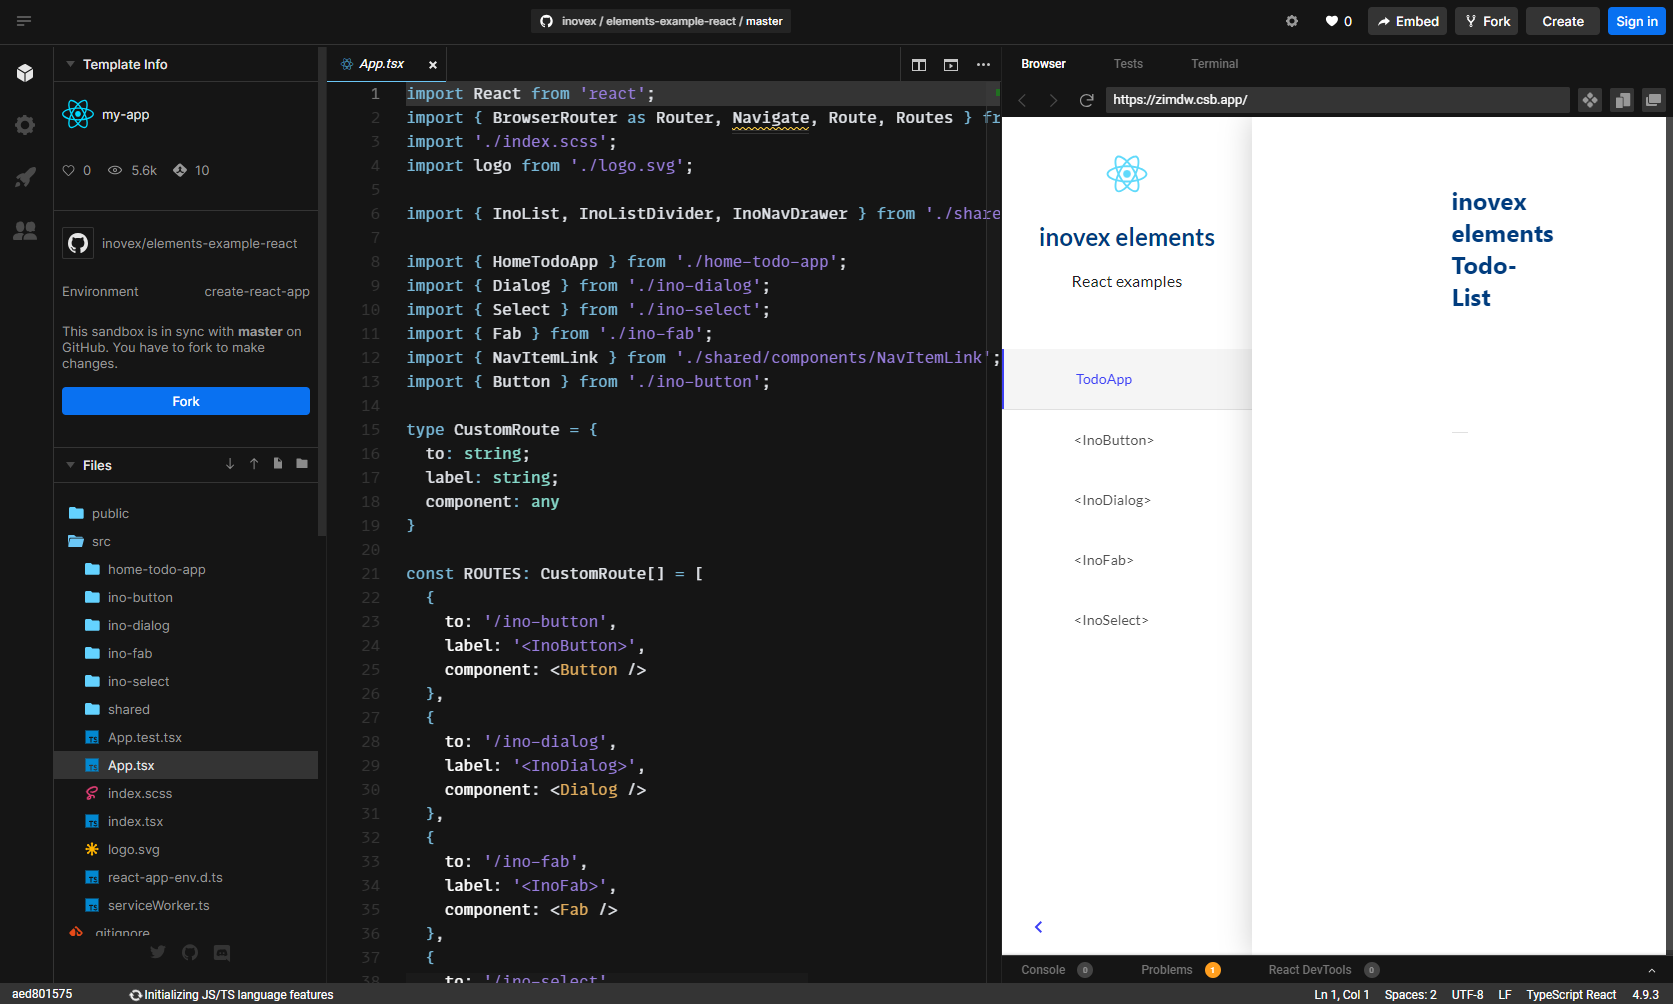 inovex / elements-example-react / master
0
Embed
Fork
Create
Sign in
Template Info
my-app
0
5.6k
10
inovex/elements-example-react
Environment
create-react-app
This sandbox is in sync with master on
GitHub. You have to fork to make
changes.
Fork
Files
public
src
home-todo-app
ino-button
ino-dialog
ino-fab
ino-select
shared
App.test.tsx
App.tsx
index.scss
index.tsx
logo.svg
react-app-env.d.ts
serviceWorker.ts
.gitignore
App.tsx
1 import React from 'react';
2 import { BrowserRouter as Router, Navigate, Route, Routes } fr
3 import './index.scss';
4 import logo from './logo.svg';
5
6 import { InoList, InoListDivider, InoNavDrawer } from './share
7
8 import { HomeTodoApp } from './home-todo-app';
9 import { Dialog } from './ino-dialog';
10 import { Select } from './ino-select';
11 import { Fab } from './ino-fab';
12 import { NavItemLink } from './shared/components/NavItemLink';
13 import { Button } from './ino-button';
14
15 type CustomRoute = {
16 to: string;
17 label: string;
18 component: any
19 }
20
21 const ROUTES: CustomRoute[] = [
22 {
23 to: '/ino-button',
24 label: '<InoButton>',
25 component: <Button />
26 },
27 {
28 to: '/ino-dialog',
29 label: '<InoDialog>',
30 component: <Dialog />
31 },
32 {
33 to: '/ino-fab',
34 label: '<InoFab>',
35 component: <Fab />
36 },
37 {
38 to: '/ino-select'
Browser
Tests
Terminal
https://zimdw.csb.app/
inovex elements
React examples
TodoApp
<InoButton>
<InoDialog>
<InoFab>
<InoSelect>
inovex
elements
Todo-
List
Console 0
Problems 1
React DevTools 0
aed801575
Initializing JS/TS language features
Ln 1, Col 1
Spaces: 2
UTF-8
LF
TypeScript React
4.9.3